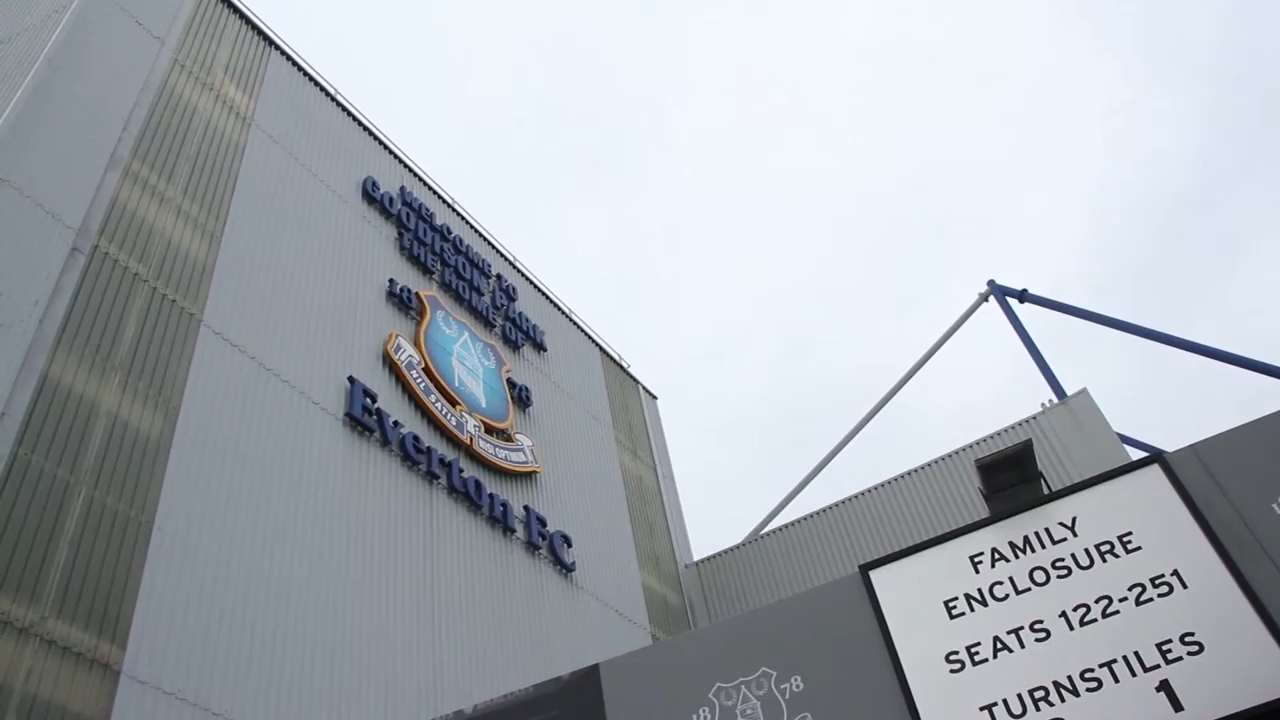 WELCOME TO
GOODISON PARK
THE HOME OF
18 78
NIL SATIS NISI OPTIMUM
Everton FC
FAMILY
ENCLOSURE
SEATS 122-251
TURNSTILES
1
18 78